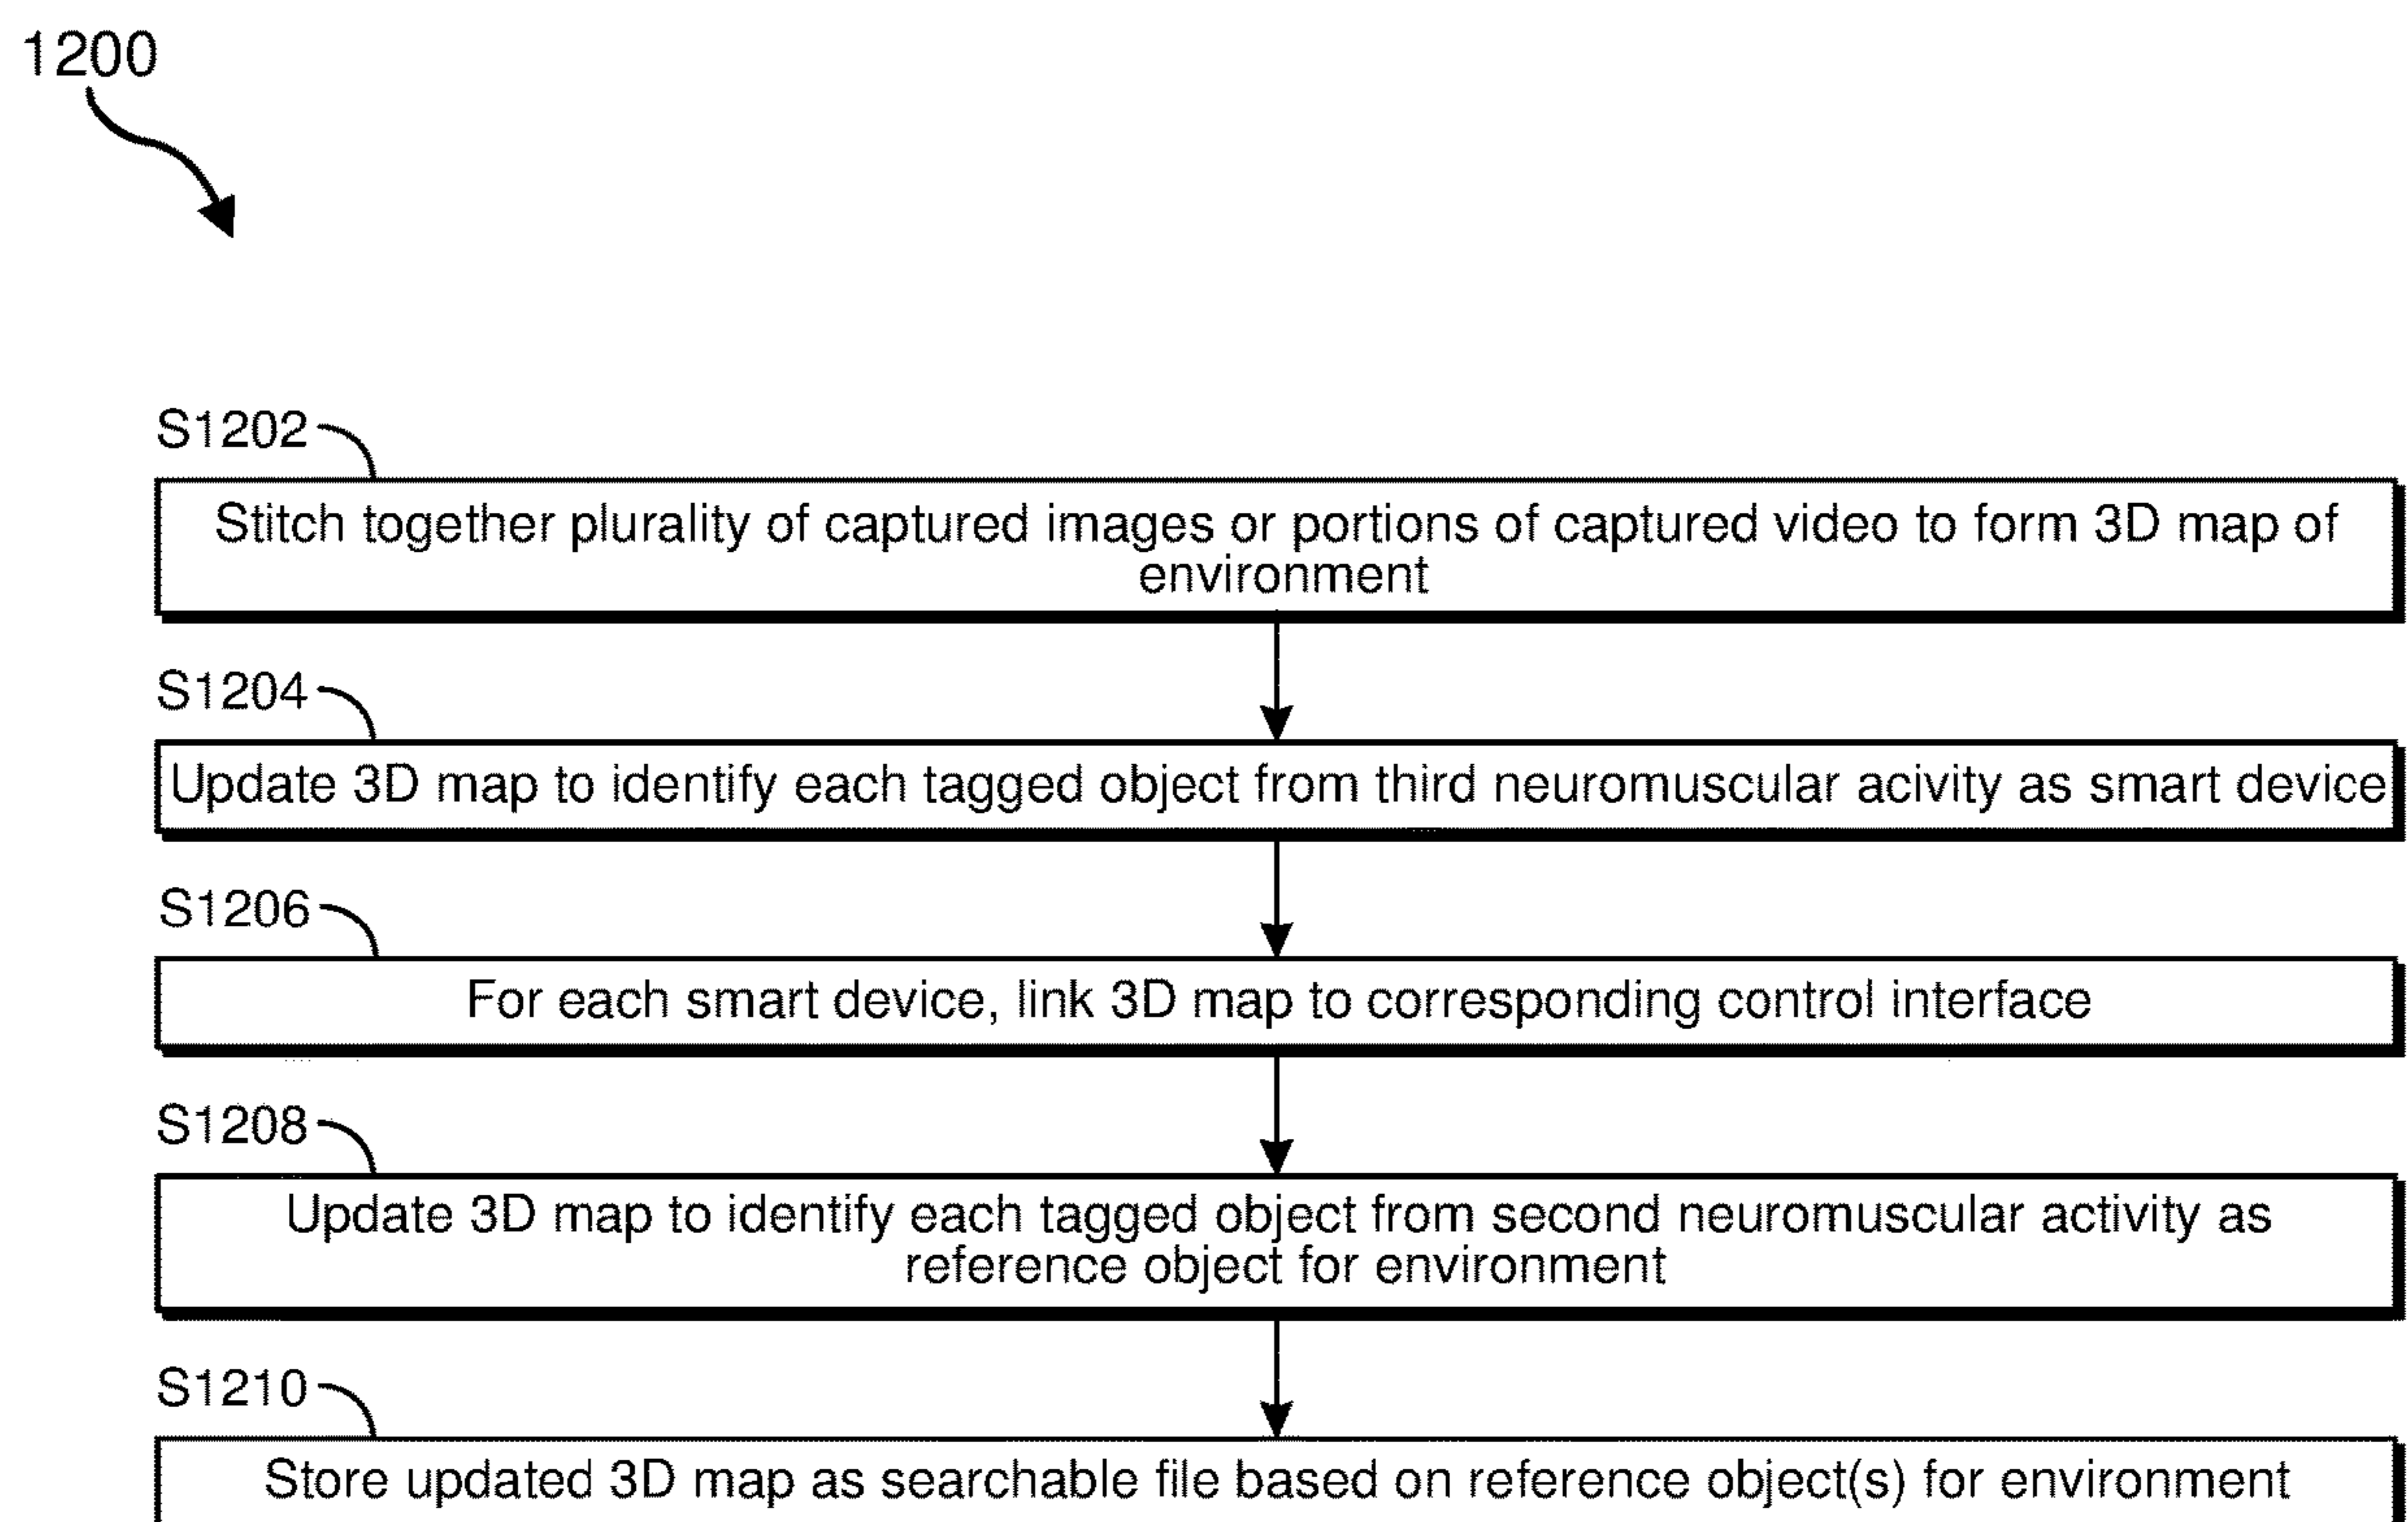 1200
S1202
Stitch together plurality of captured images or portions of captured video to form 3D map of
environment
S1204
Update 3D map to identify each tagged object from third neuromuscular acivity as smart device
S1206
For each smart device, link 3D map to corresponding control interface
S1208
Update 3D map to identify each tagged object from second neuromuscular activity as
reference object for environment
S1210
Store updated 3D map as searchable file based on reference object(s) for environment